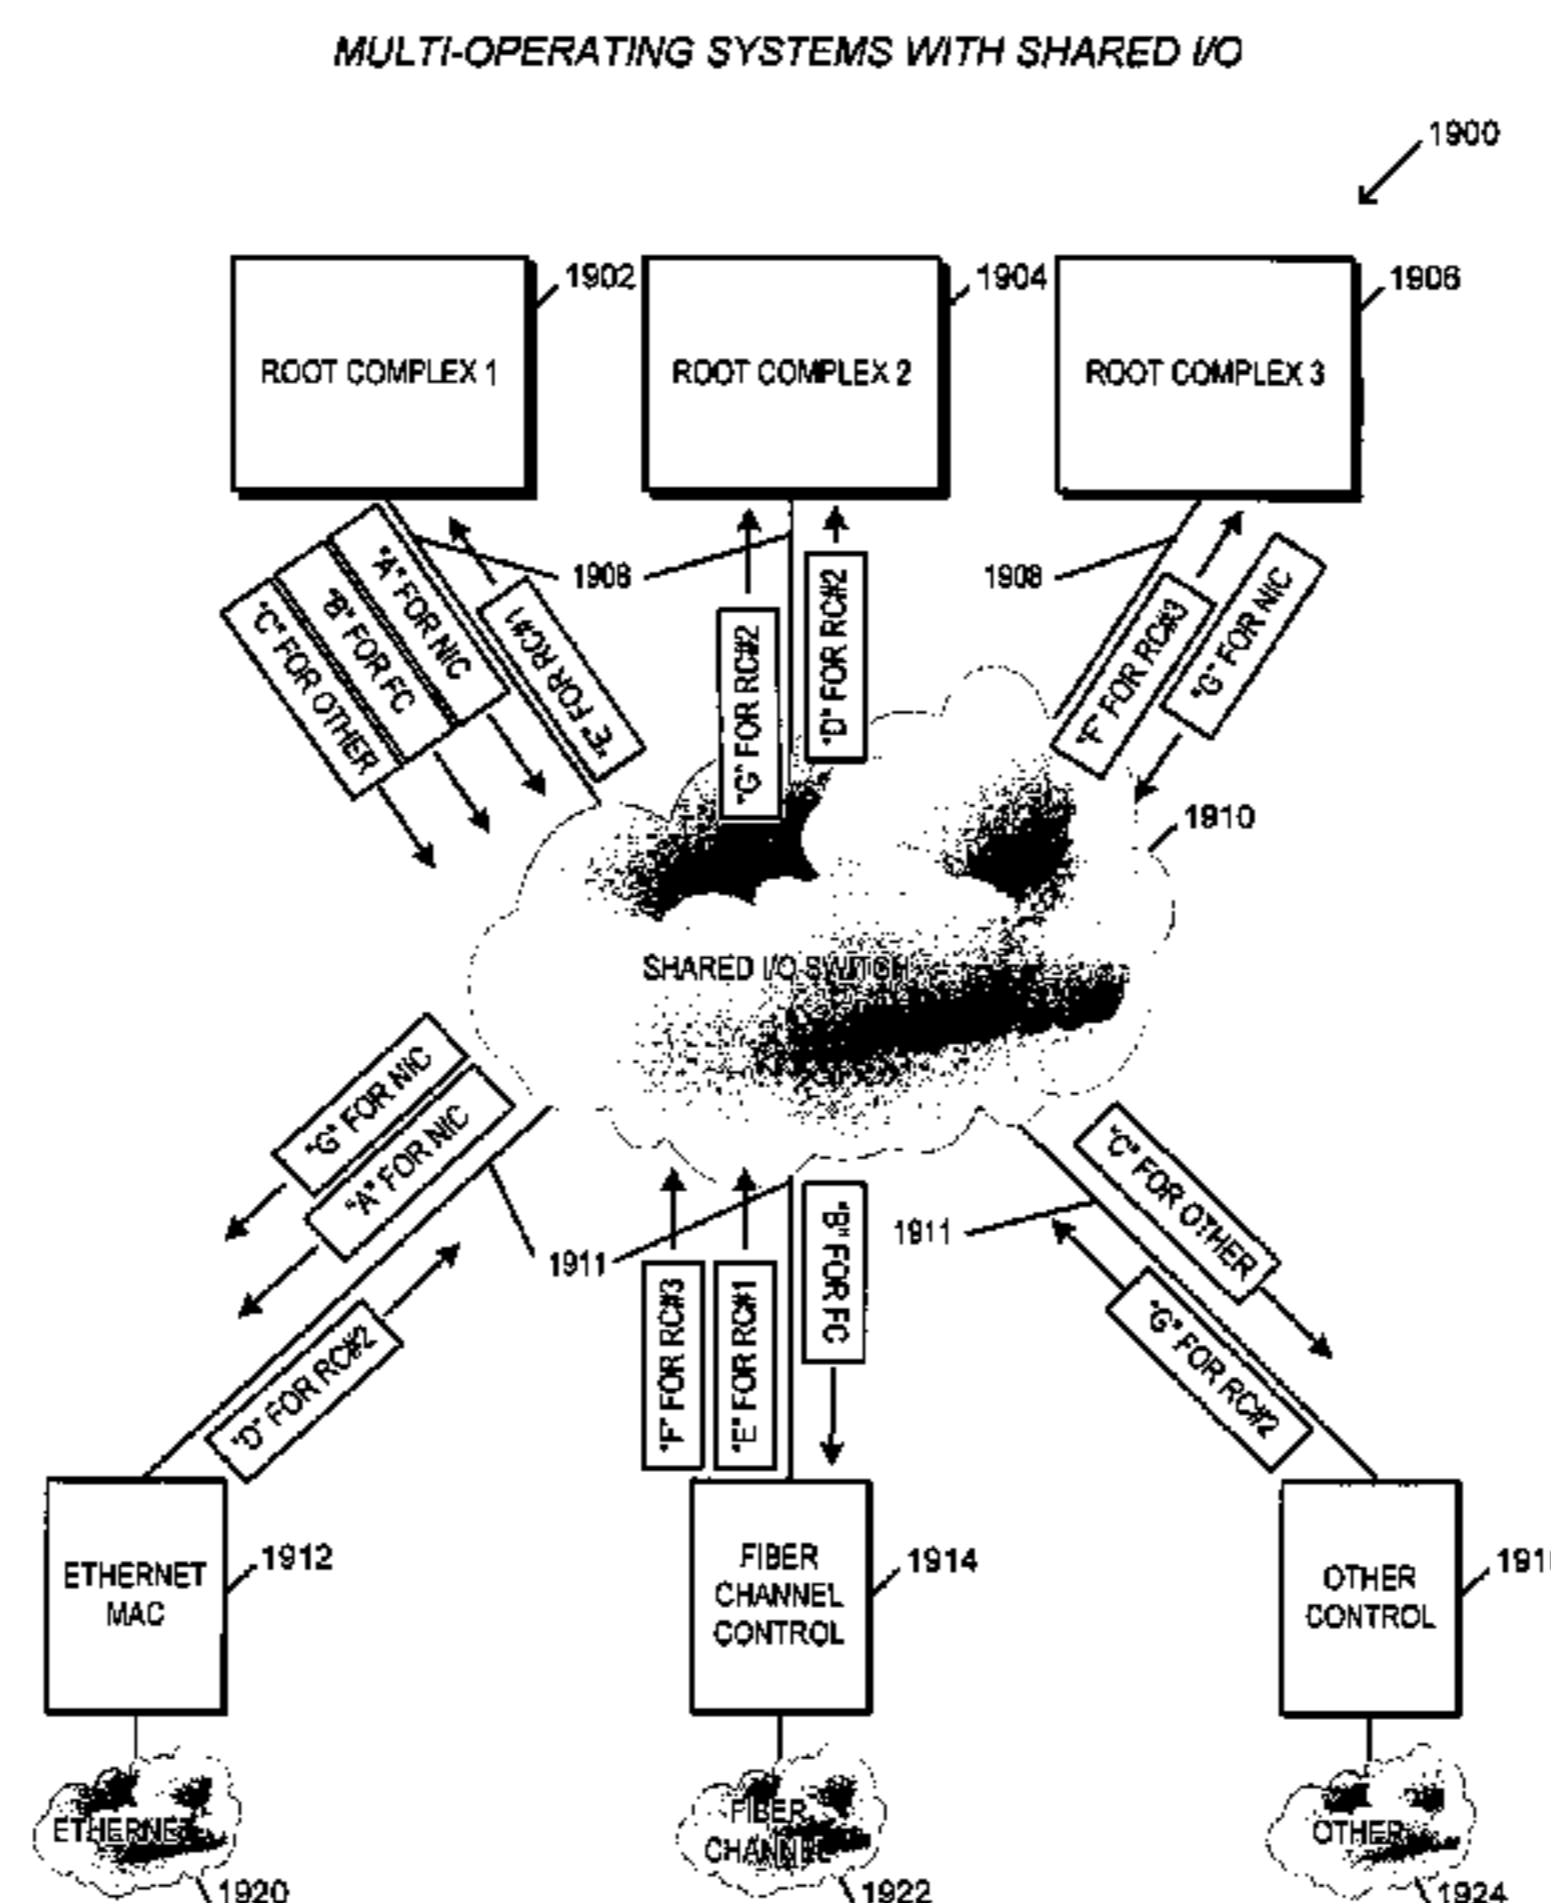 MULTI-OPERATING SYSTEMS WITH SHARED I/O
1900
1902
1904
1906
ROOT COMPLEX 1
ROOT COMPLEX 2
ROOT COMPLEX 3
1908
1908
"A" FOR NIC
"B" FOR FC
"C" FOR OTHER
"E" FOR RC#1
"G" FOR RC#2
"D" FOR RC#2
"F" FOR RC#3
"G" FOR NIC
1910
SHARED I/O SWITCH
"G" FOR NIC
"A" FOR NIC
"D" FOR RC#2
1911
"F" FOR RC#3
"E" FOR RC#1
"B" FOR FC
1911
"C" FOR OTHER
"G" FOR RC#2
ETHERNET
MAC
1912
FIBER
CHANNEL
CONTROL
1914
OTHER
CONTROL
ETHERNET
1920
FIBER
CHANNEL
1922
OTHER
1924